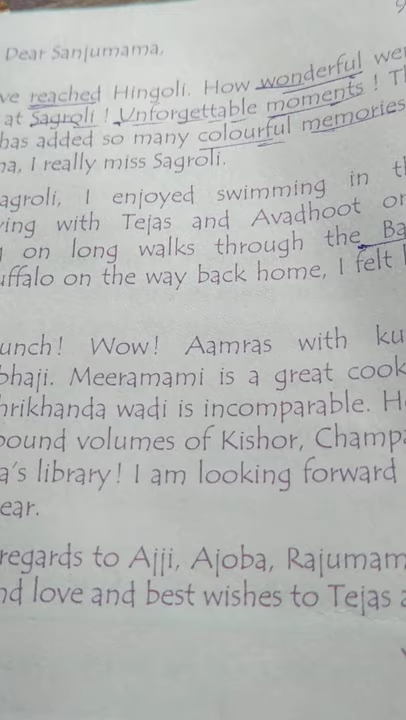 Dear Sanjumama,
ve reached Hingoli. How wonderful we
at Sagroli! Unforgettable moments! T
has added so many colourful memories
na, I really miss Sagroli.
agroli, I enjoyed swimming in t
ing with Tejas and Avadhoot o
on long walks through the Ba
uffalo on the way back home, I felt
unch! Wow! Aamras with ku
bhaji. Meeramami is a great cook
hrikhanda wadi is incomparable. H
bound volumes of Kishor, Champ
a's library! I am looking forward
ear.
regards to Ajji, Ajoba, Rajumam
nd love and best wishes to Tejas a